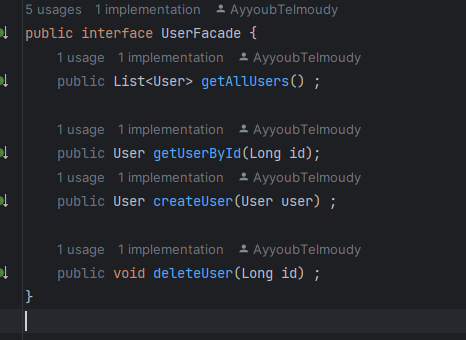 5 usages 1 implementation AyyoubTelmoudy
public interface UserFacade {
1 usage 1 implementation AyyoubTelmoudy
public List<User> getAllUsers() ;
1 usage 1 implementation AyyoubTelmoudy
public User getUserById(Long id);
1 usage 1 implementation AyyoubTelmoudy
public User createUser(User user) ;
1 usage 1 implementation AyyoubTelmoudy
public void deleteUser(Long id) ;
}